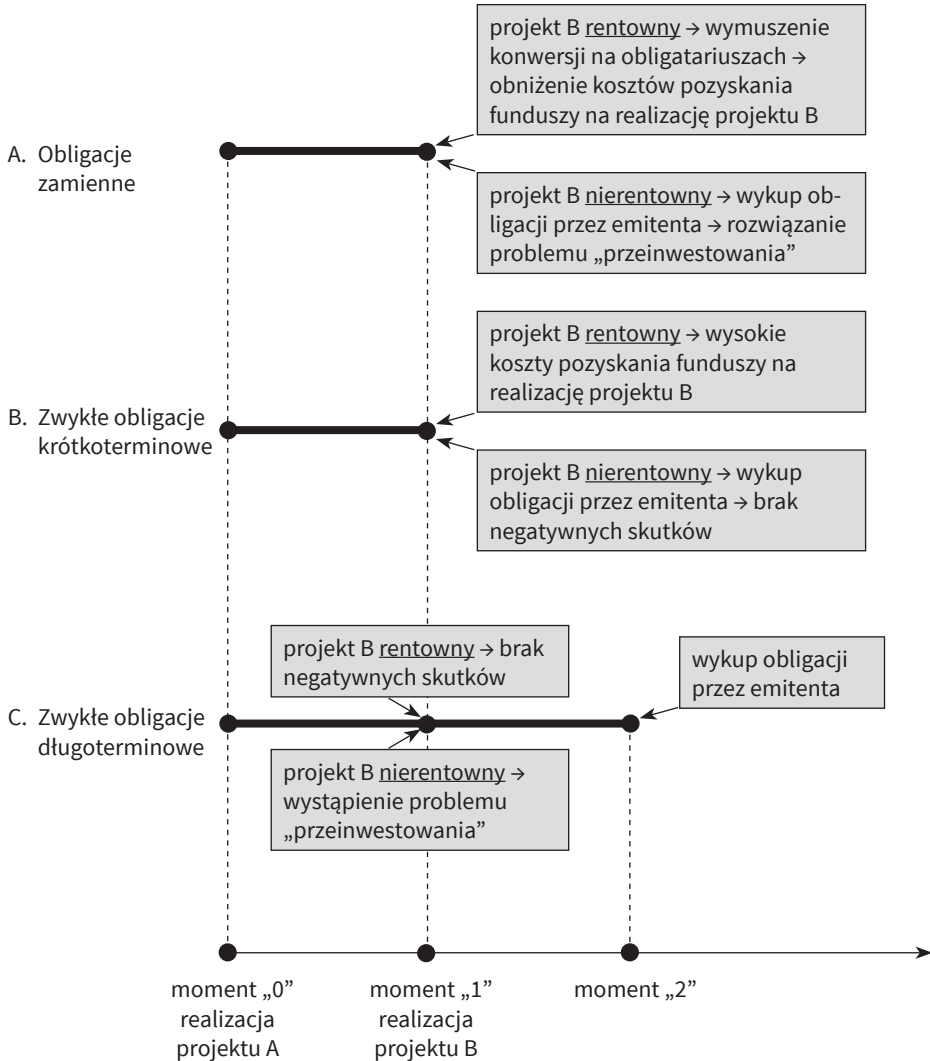 projekt B rentowny → wymuszenie
konwersji na obligatariuszach →
obniżenie kosztów pozyskania
funduszy na realizację projektu B
A. Obligacje
zamienne
projekt B nierentowny → wykup ob-
ligacji przez emitenta → rozwiązanie
problemu „przeinwestowania”
projekt B rentowny → wysokie
koszty pozyskania funduszy na
realizację projektu B
B. Zwykłe obligacje
krótkoterminowe
projekt B nierentowny → wykup
obligacji przez emitenta → brak
negatywnych skutków
projekt B rentowny → brak
negatywnych skutków
wykup obligacji
przez emitenta
C. Zwykłe obligacje
długoterminowe
projekt B nierentowny →
wystąpienie problemu
„przeinwestowania”
moment „0”
realizacja
projektu A
moment „1”
realizacja
projektu B
moment „2”